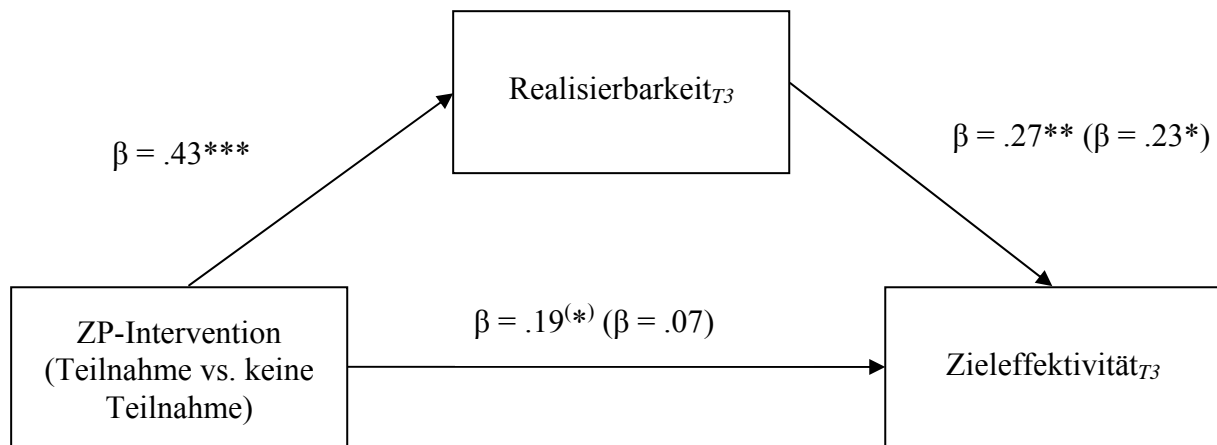 Realisierbarkeit_T3
β = .43***
β = .27** (β = .23*)
ZP-Intervention
(Teilnahme vs. keine
Teilnahme)
β = .19^(*) (β = .07)
Zieleffektivität_T3